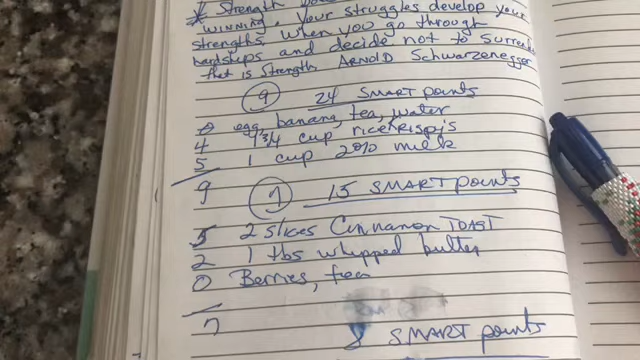 * Strength does
winning your struggles develop your
strengths, when you go through
hardships and decide not to surrender
that is strength ARNOLD Schwarzenegger
9 24 SMART points
0 egg, banana, tea, water
4 1 3/4 cup ricekrispy's
5 1 cup 2% milk
9
7 15 SMART points
5 2 slices Cinnamon TOAST
2 1 tbs whipped butter
0 Berries, tea
7
8 SMART points